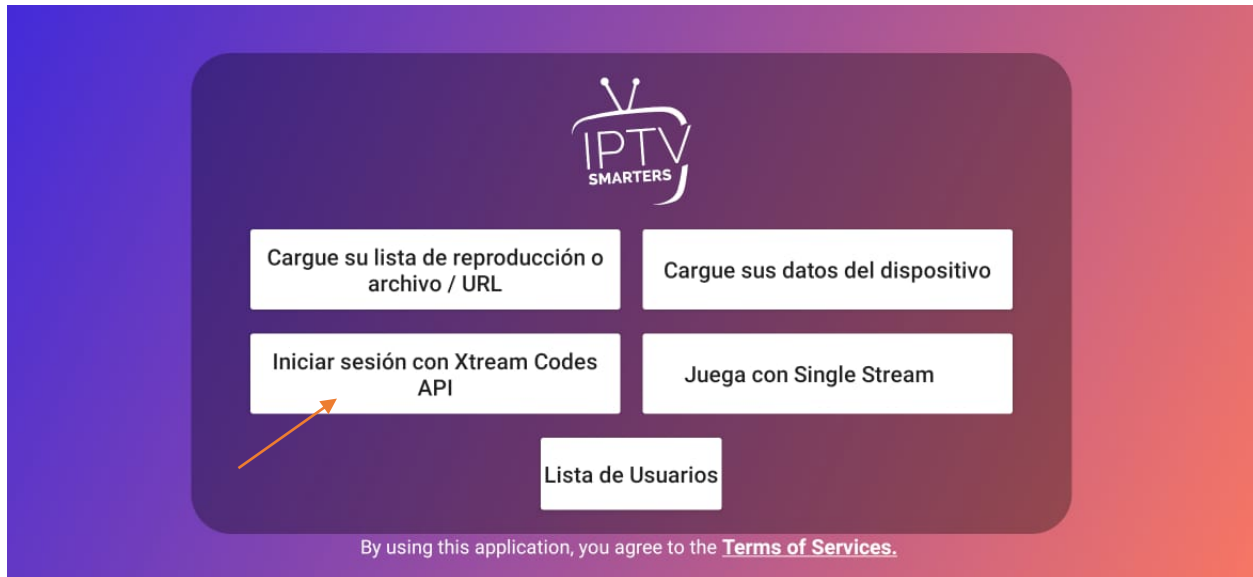 IPTV
SMARTERS
Cargue su lista de reproducción o
archivo / URL
Cargue sus datos del dispositivo
Iniciar sesión con Xtream Codes
API
Juega con Single Stream
Lista de Usuarios
By using this application, you agree to the Terms of Services.